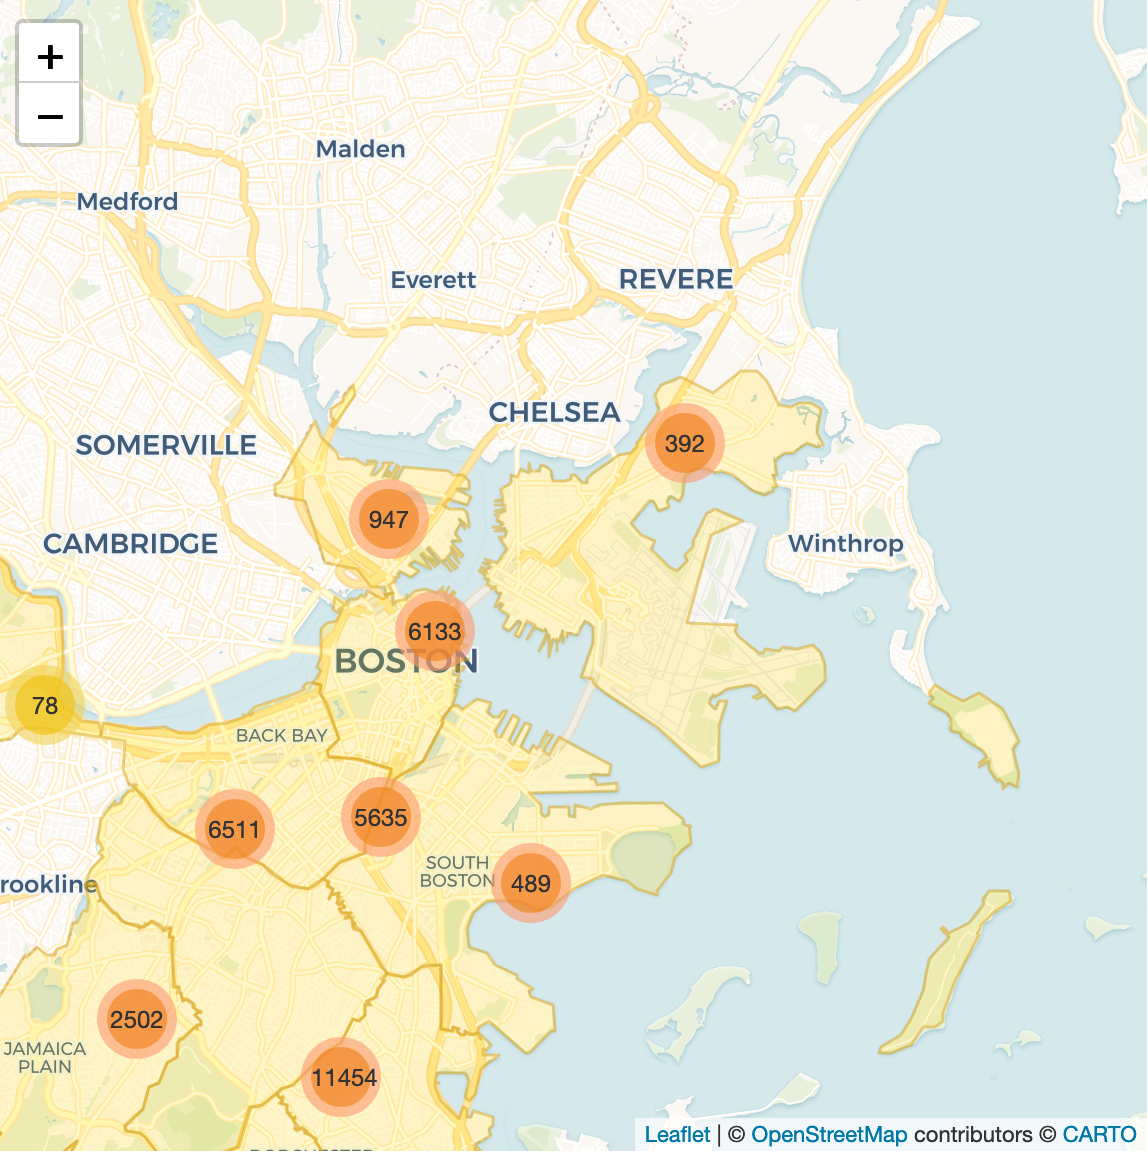 +
−
Malden
Medford
Everett
REVERE
CHELSEA
SOMERVILLE
392
947
CAMBRIDGE
Winthrop
6133
BOSTON
78
BACK BAY
6511
5635
SOUTH
BOSTON
489
rookline
2502
JAMAICA
PLAIN
11454
Leaflet | © OpenStreetMap contributors © CARTO